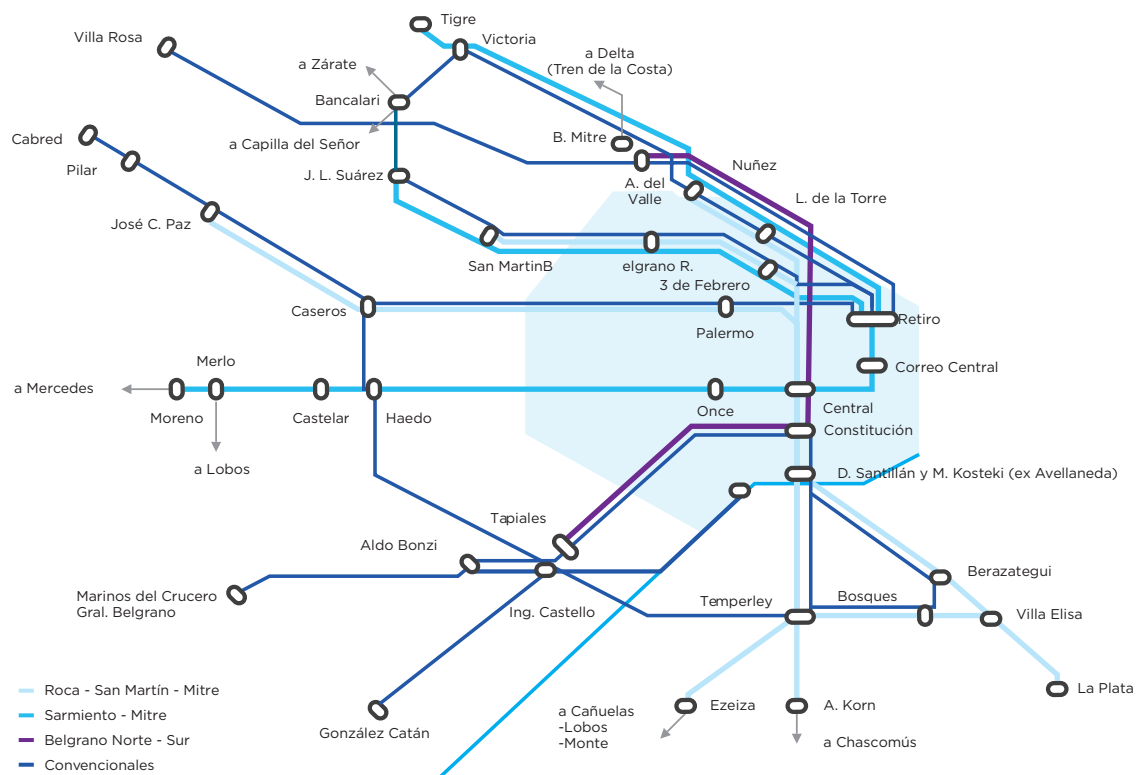 Tigre
Villa Rosa
Victoria
a Delta
(Tren de la Costa)
a Zárate
Bancalari
B. Mitre
Cabred
a Capilla del Señor
Nuñez
Pilar
J. L. Suárez
A. del
Valle
L. de la Torre
José C. Paz
San MartinB
elgrano R.
3 de Febrero
Caseros
Palermo
Retiro
Merlo
Correo Central
a Mercedes
Moreno
Castelar
Haedo
Once
Central
Constitución
a Lobos
D. Santillán y M. Kosteki (ex Avellaneda)
Tapiales
Aldo Bonzi
Berazategui
Marinos del Crucero
Gral. Belgrano
Ing. Castello
Temperley
Bosques
Villa Elisa
La Plata
Roca - San Martín - Mitre
Sarmiento - Mitre
Belgrano Norte - Sur
Convencionales
González Catán
a Cañuelas
-Lobos
-Monte
Ezeiza
A. Korn
a Chascomús